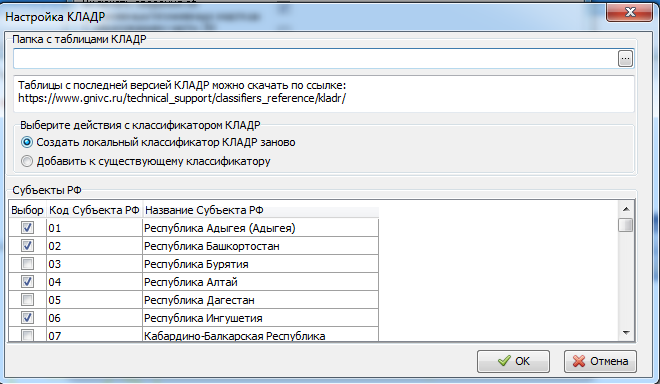 Настройка КЛАДР
Папка с таблицами КЛАДР
...
Таблицы с последней версией КЛАДР можно скачать по ссылке:
https://www.gnivc.ru/technical_support/classifiers_reference/kladr/
Выберите действия с классификатором КЛАДР
Создать локальный классификатор КЛАДР заново
Добавить к существующему классификатору
Субъекты РФ
Выбор Код Субъекта РФ Название Субъекта РФ
01 Республика Адыгея (Адыгея)
02 Республика Башкортостан
03 Республика Бурятия
04 Республика Алтай
05 Республика Дагестан
06 Республика Ингушетия
07 Кабардино-Балкарская Республика
OK Отмена